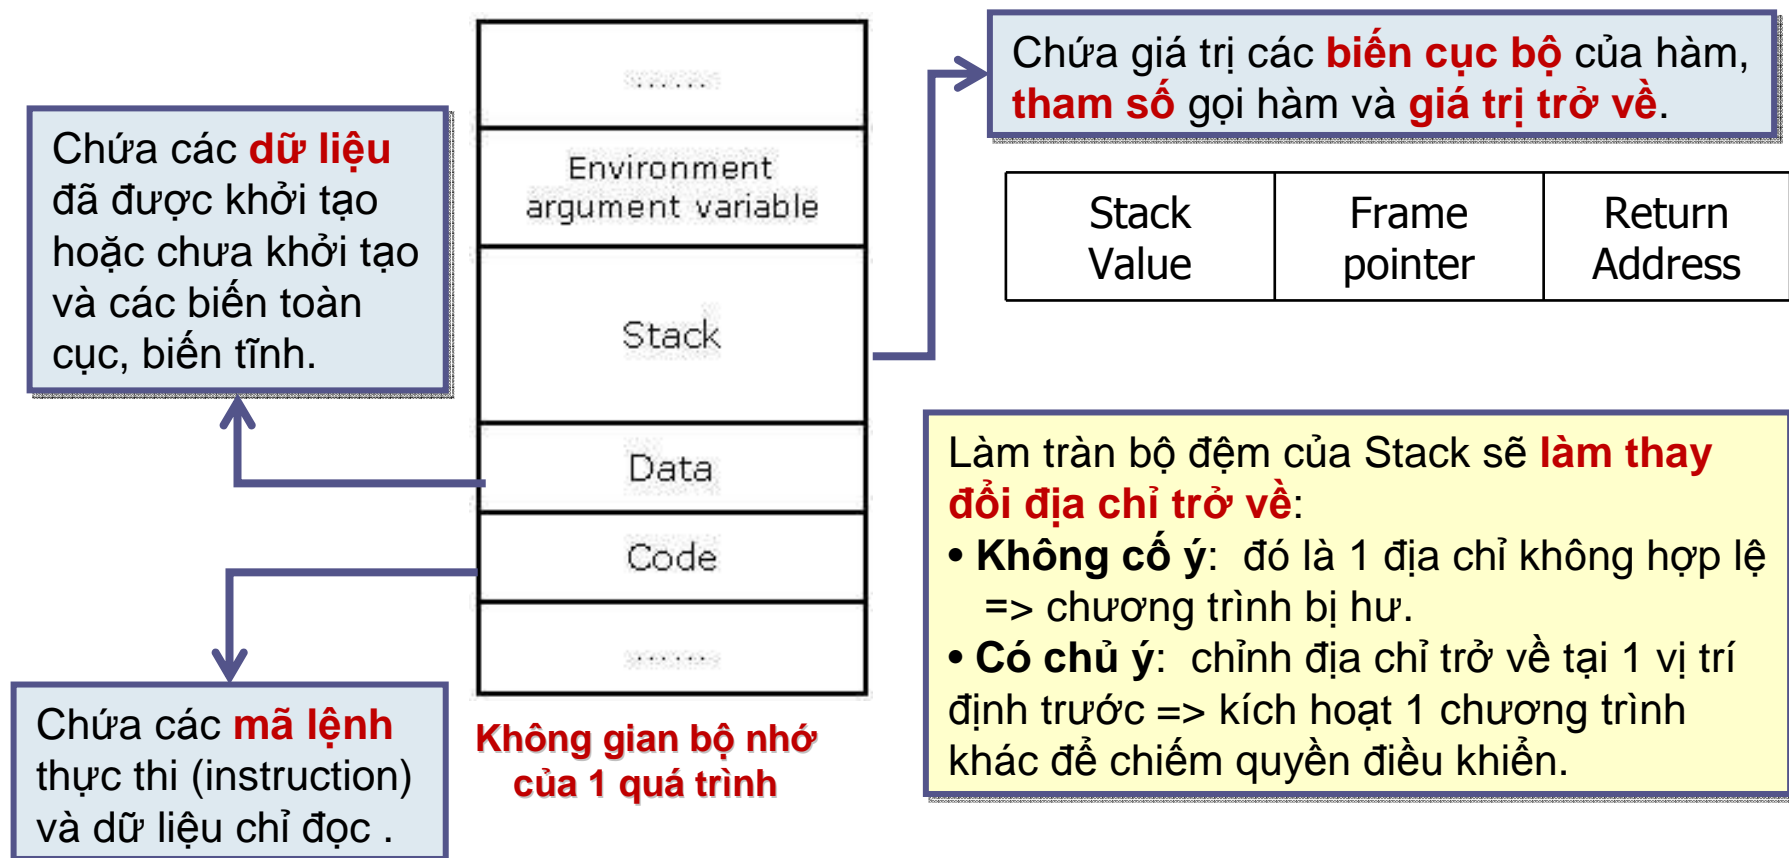 Chứa các dữ liệu
đã được khởi tạo
hoặc chưa khởi tạo
và các biến toàn
cục, biến tĩnh.
.......
Environment
argument variable
Stack
Data
Code
.......
Không gian bộ nhớ
của 1 quá trình
Chứa các mã lệnh
thực thi (instruction)
và dữ liệu chỉ đọc .
Chứa giá trị các biến cục bộ của hàm,
tham số gọi hàm và giá trị trở về.
Stack
Value
Frame
pointer
Return
Address
Làm tràn bộ đệm của Stack sẽ làm thay
đổi địa chỉ trở về:
• Không cố ý: đó là 1 địa chỉ không hợp lệ
=> chương trình bị hư.
• Có chủ ý: chỉnh địa chỉ trở về tại 1 vị trí
định trước => kích hoạt 1 chương trình
khác để chiếm quyền điều khiển.